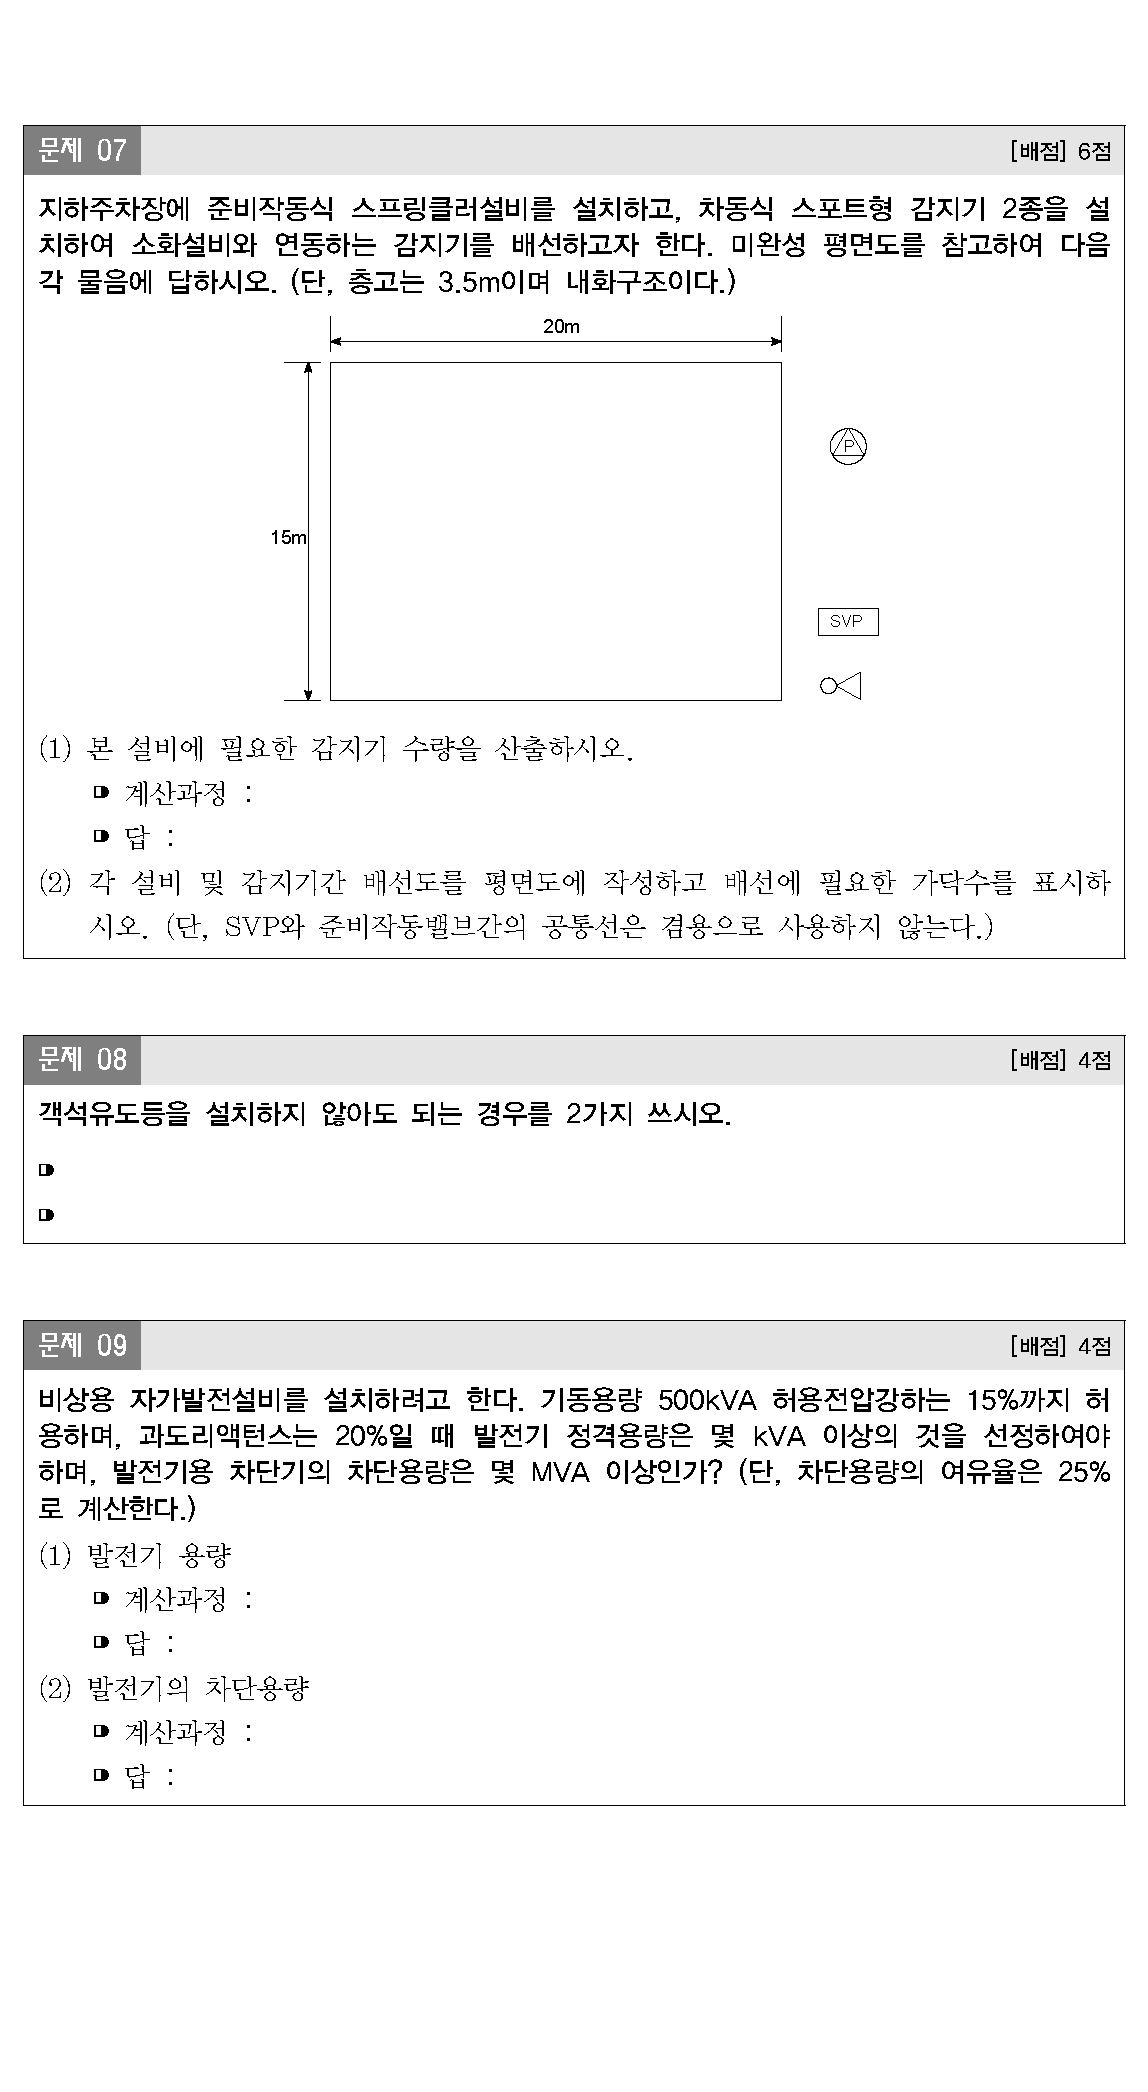 문제 07 [배점] 6점
지하주차장에 준비작동식 스프링클러설비를 설치하고, 차동식 스포트형 감지기 2종을 설
치하여 소화설비와 연동하는 감지기를 배선하고자 한다. 미완성 평면도를 참고하여 다음
각 물음에 답하시오. (단, 층고는 3.5m이며 내화구조이다.)
20m
P
15m
SVP
(1) 본 설비에 필요한 감지기 수량을 산출하시오.
계산과정 :
답 :
(2) 각 설비 및 감지기간 배선도를 평면도에 작성하고 배선에 필요한 가닥수를 표시하
시오. (단, SVP와 준비작동밸브간의 공통선은 겸용으로 사용하지 않는다.)
문제 08 [배점] 4점
객석유도등을 설치하지 않아도 되는 경우를 2가지 쓰시오.
문제 09 [배점] 4점
비상용 자가발전설비를 설치하려고 한다. 기동용량 500kVA 허용전압강하는 15%까지 허
용하며, 과도리액턴스는 20%일 때 발전기 정격용량은 몇 kVA 이상의 것을 선정하여야
하며, 발전기용 차단기의 차단용량은 몇 MVA 이상인가? (단, 차단용량의 여유율은 25%
로 계산한다.)
(1) 발전기 용량
계산과정 :
답 :
(2) 발전기의 차단용량
계산과정 :
답 :